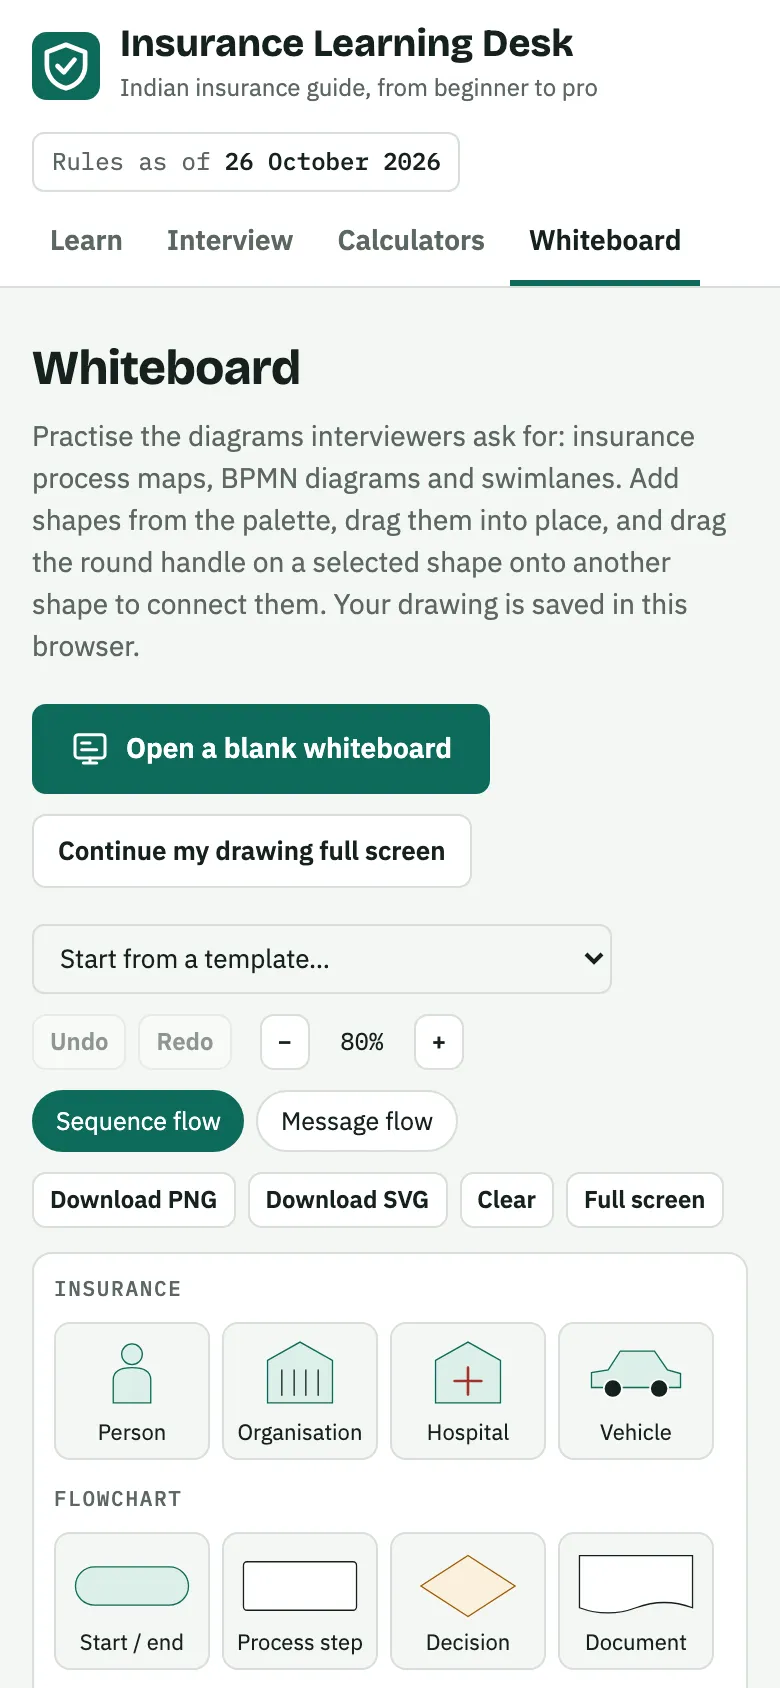 Insurance Learning Desk
Indian insurance guide, from beginner to pro
Rules as of 26 October 2026
Learn Interview Calculators Whiteboard
Whiteboard
Practise the diagrams interviewers ask for: insurance
process maps, BPMN diagrams and swimlanes. Add
shapes from the palette, drag them into place, and drag
the round handle on a selected shape onto another
shape to connect them. Your drawing is saved in this
browser.
Open a blank whiteboard
Continue my drawing full screen
Start from a template...
Undo Redo − 80% +
Sequence flow Message flow
Download PNG Download SVG Clear Full screen
INSURANCE
Person Organisation Hospital Vehicle
FLOWCHART
Start / end Process step Decision Document